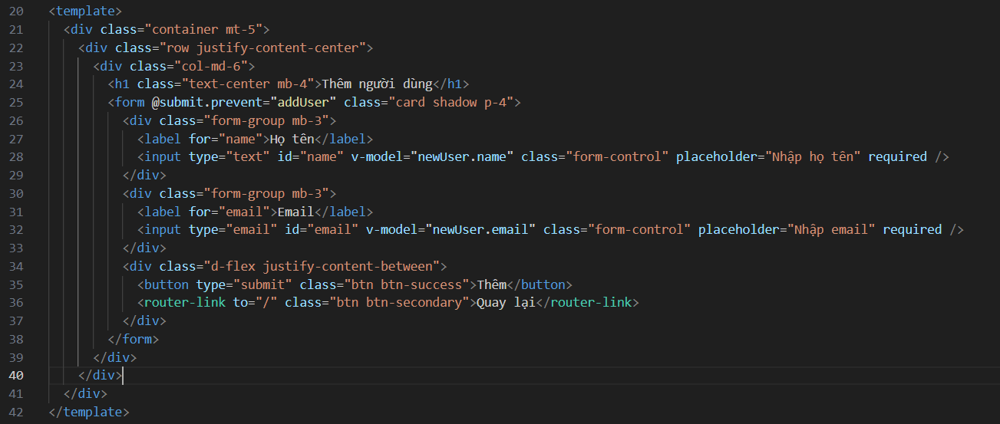 20 <template>
21   <div class="container mt-5">
22     <div class="row justify-content-center">
23       <div class="col-md-6">
24         <h1 class="text-center mb-4">Thêm người dùng</h1>
25         <form @submit.prevent="addUser" class="card shadow p-4">
26           <div class="form-group mb-3">
27             <label for="name">Họ tên</label>
28             <input type="text" id="name" v-model="newUser.name" class="form-control" placeholder="Nhập họ tên" required />
29           </div>
30           <div class="form-group mb-3">
31             <label for="email">Email</label>
32             <input type="email" id="email" v-model="newUser.email" class="form-control" placeholder="Nhập email" required />
33           </div>
34           <div class="d-flex justify-content-between">
35             <button type="submit" class="btn btn-success">Thêm</button>
36             <router-link to="/" class="btn btn-secondary">Quay lại</router-link>
37           </div>
38         </form>
39       </div>
40     </div>
41   </div>
42 </template>